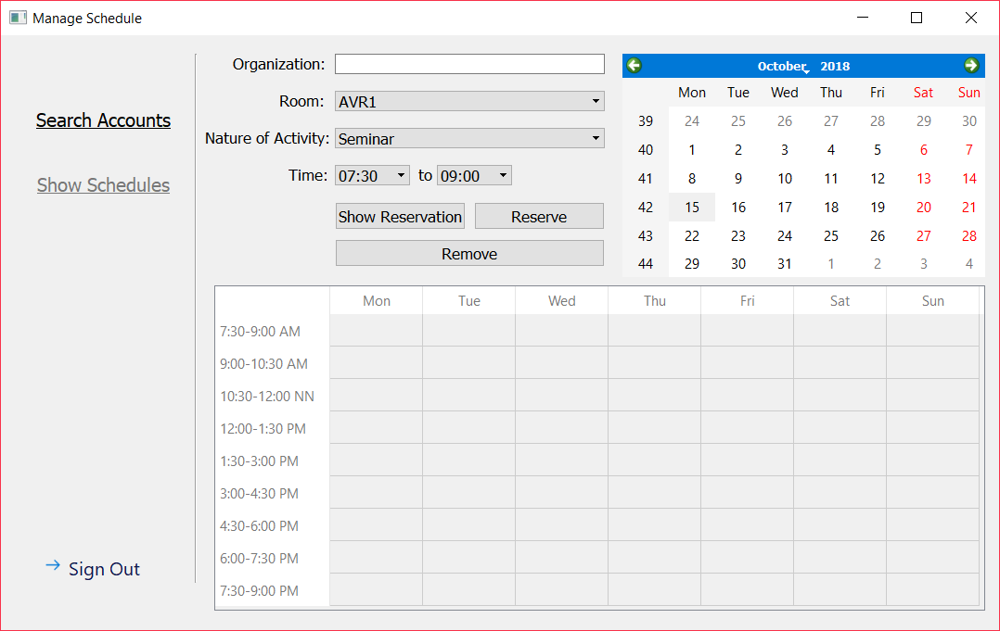 Manage Schedule
Search Accounts
Show Schedules
Sign Out
Organization:
Room: AVR1
Nature of Activity: Seminar
Time: 07:30 to 09:00
Show Reservation Reserve
Remove
October 2018
Mon Tue Wed Thu Fri Sat Sun
39 24 25 26 27 28 29 30
40 1 2 3 4 5 6 7
41 8 9 10 11 12 13 14
42 15 16 17 18 19 20 21
43 22 23 24 25 26 27 28
44 29 30 31 1 2 3 4
Mon Tue Wed Thu Fri Sat Sun
7:30-9:00 AM
9:00-10:30 AM
10:30-12:00 NN
12:00-1:30 PM
1:30-3:00 PM
3:00-4:30 PM
4:30-6:00 PM
6:00-7:30 PM
7:30-9:00 PM